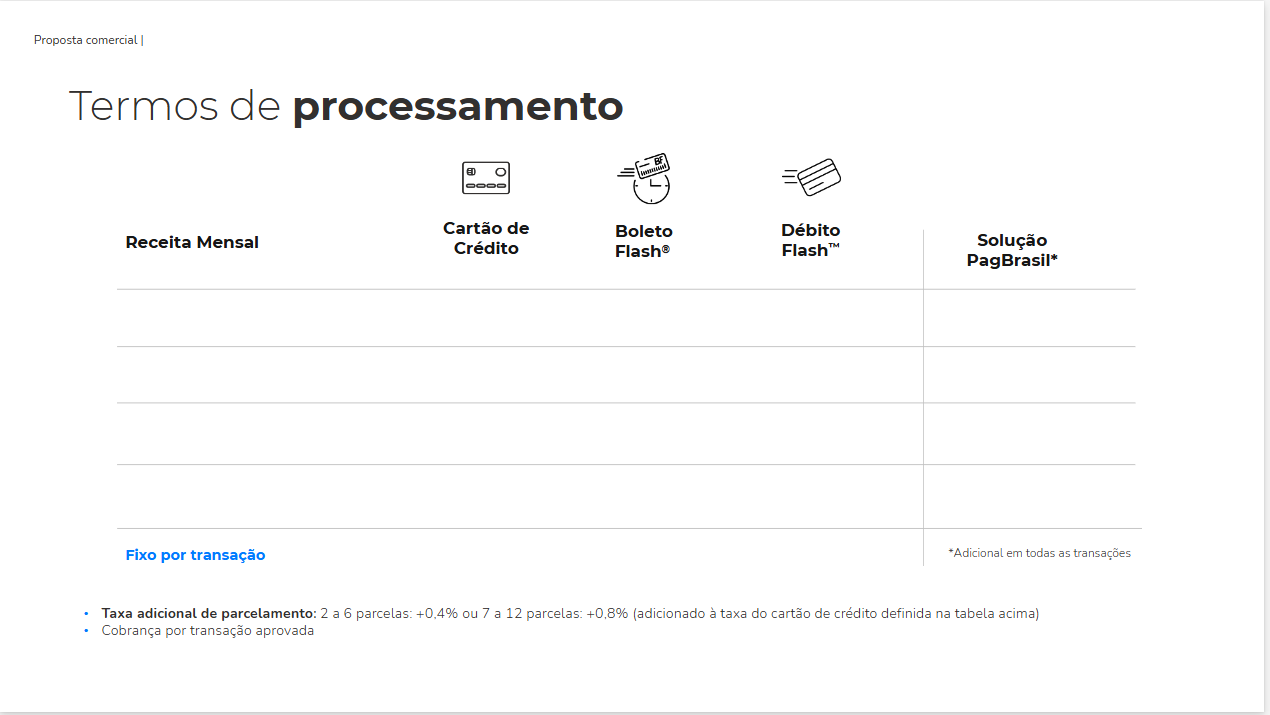 Proposta comercial |
Termos de processamento
BF
Receita Mensal
Cartão de
Crédito
Boleto
Flash®
Débito
Flash™
Solução
PagBrasil*
Fixo por transação
*Adicional em todas as transações
• Taxa adicional de parcelamento: 2 a 6 parcelas: +0,4% ou 7 a 12 parcelas: +0,8% (adicionado à taxa do cartão de crédito definida na tabela acima)
• Cobrança por transação aprovada